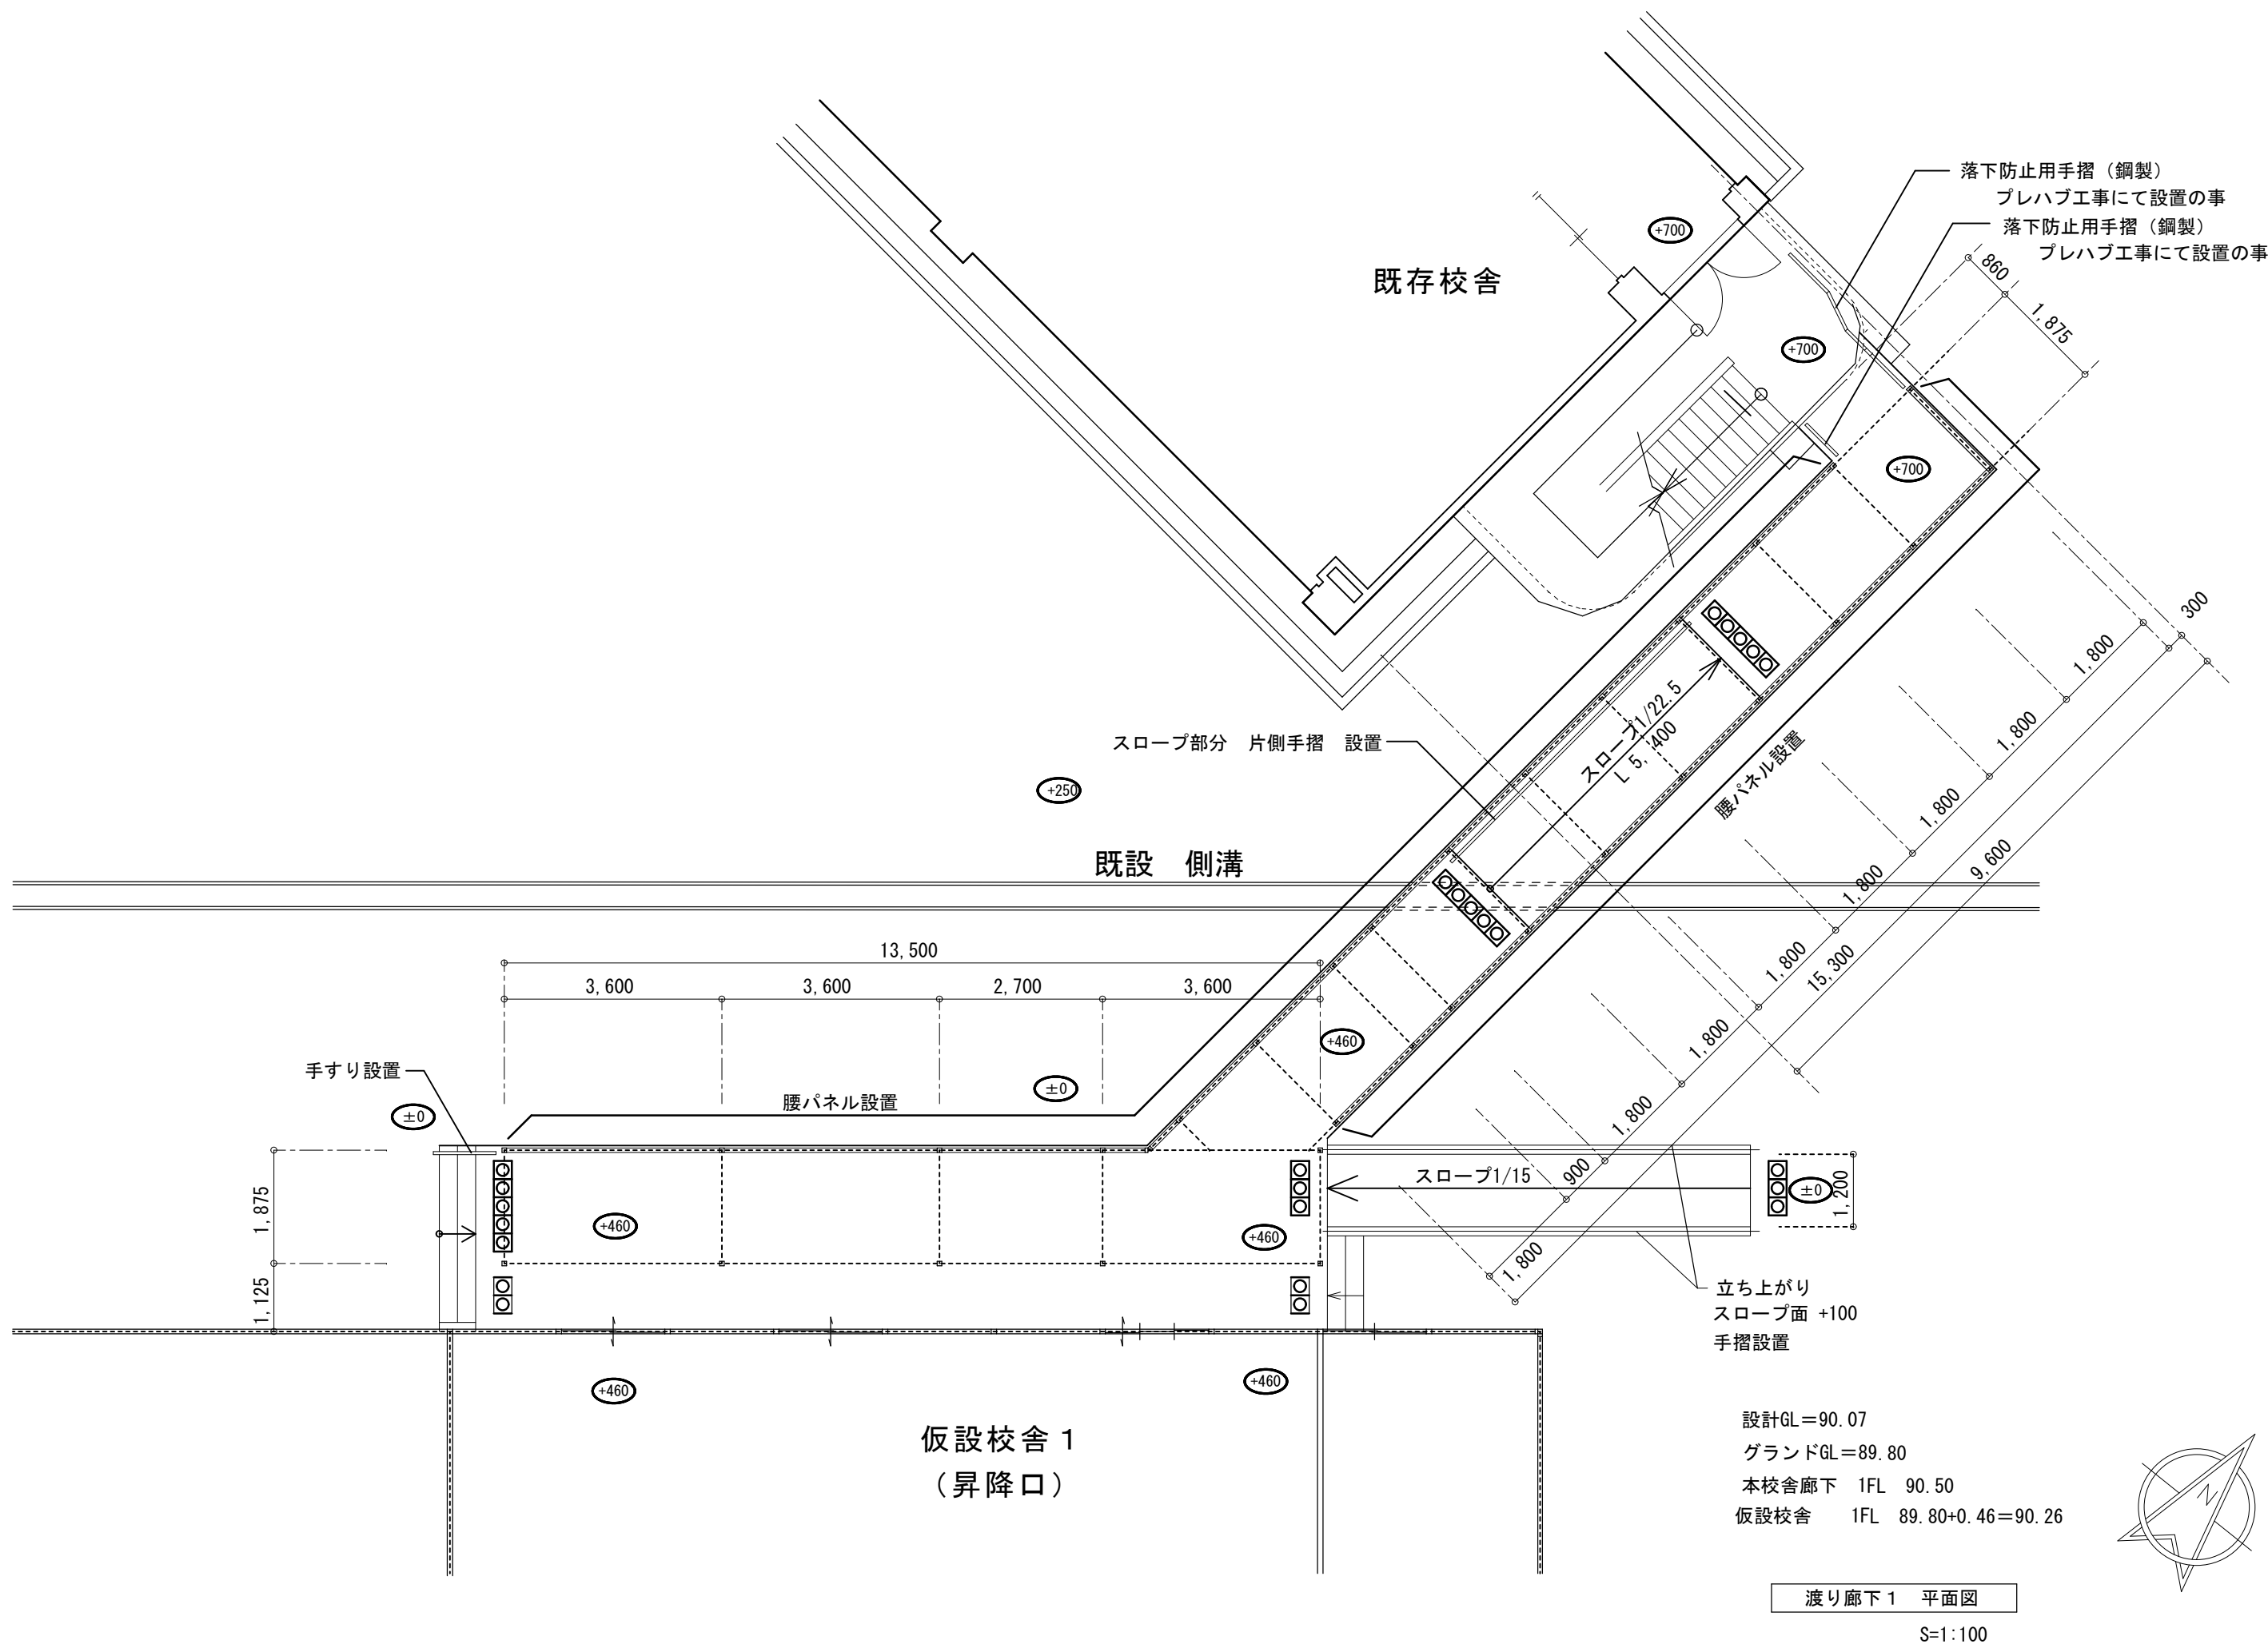 落下防止用手摺（鋼製）
プレハブ工事にて設置の事
落下防止用手摺（鋼製）
プレハブ工事にて設置の事
+700
既存校舎
860
1,875
+700
+700
300
1,800
1,800
1,800
1,800
1,800
1,800
1,800
900
1,800
15,300
9,600
スロープ1/22.5
L 5,400
腰パネル設置
スロープ部分　片側手摺　設置
+250
既設　側溝
13,500
3,600
3,600
2,700
3,600
+460
手すり設置
±0
±0
腰パネル設置
1,875
1,125
+460
+460
スロープ1/15
±0
1,200
立ち上がり
スロープ面 +100
手摺設置
+460
+460
仮設校舎１
（昇降口）
設計GL＝90.07
グランドGL＝89.80
本校舎廊下　1FL　90.50
仮設校舎　　1FL　89.80+0.46＝90.26
N
渡り廊下１　平面図
S=1:100